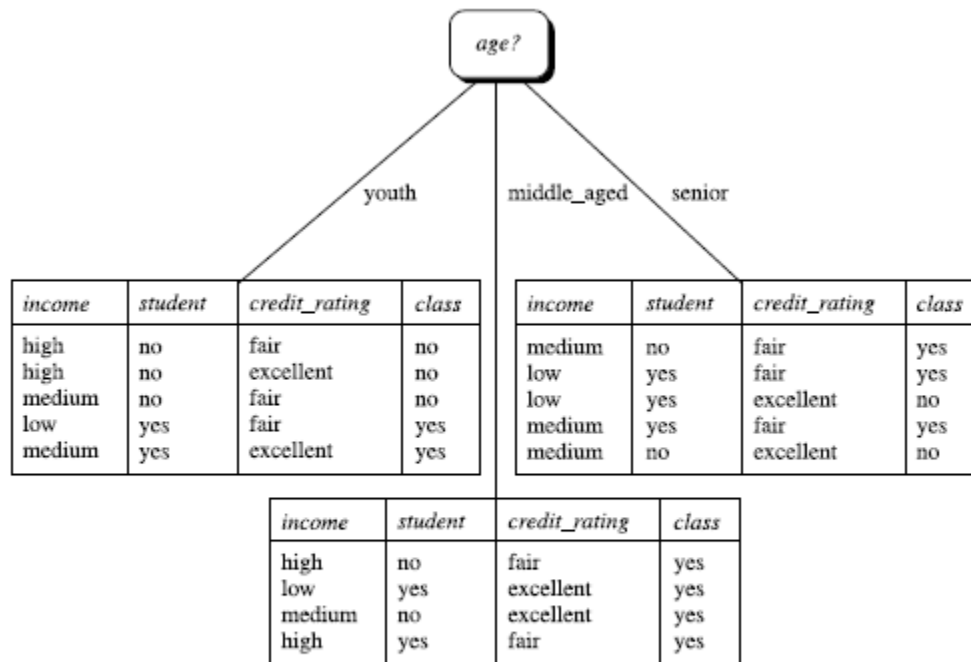 age?
youth
middle_aged
senior
income student credit_rating class
high no fair no
high no excellent no
medium no fair no
low yes fair yes
medium yes excellent yes
income student credit_rating class
medium no fair yes
low yes fair yes
low yes excellent no
medium yes fair yes
medium no excellent no
income student credit_rating class
high no fair yes
low yes excellent yes
medium no excellent yes
high yes fair yes